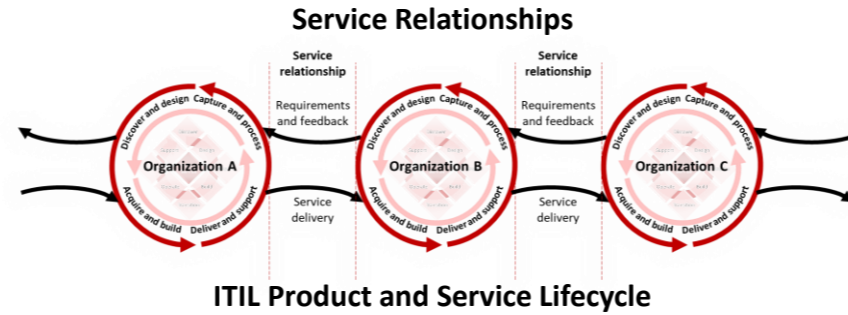 Service Relationships
Service
relationship
Service
relationship
Requirements
and feedback
Requirements
and feedback
Discover and design
Capture and process
Organization A
Acquire and build
Deliver and support
Discover and design
Capture and process
Organization B
Acquire and build
Deliver and support
Discover and design
Capture and process
Organization C
Acquire and build
Deliver and support
Service
delivery
Service
delivery
ITIL Product and Service Lifecycle